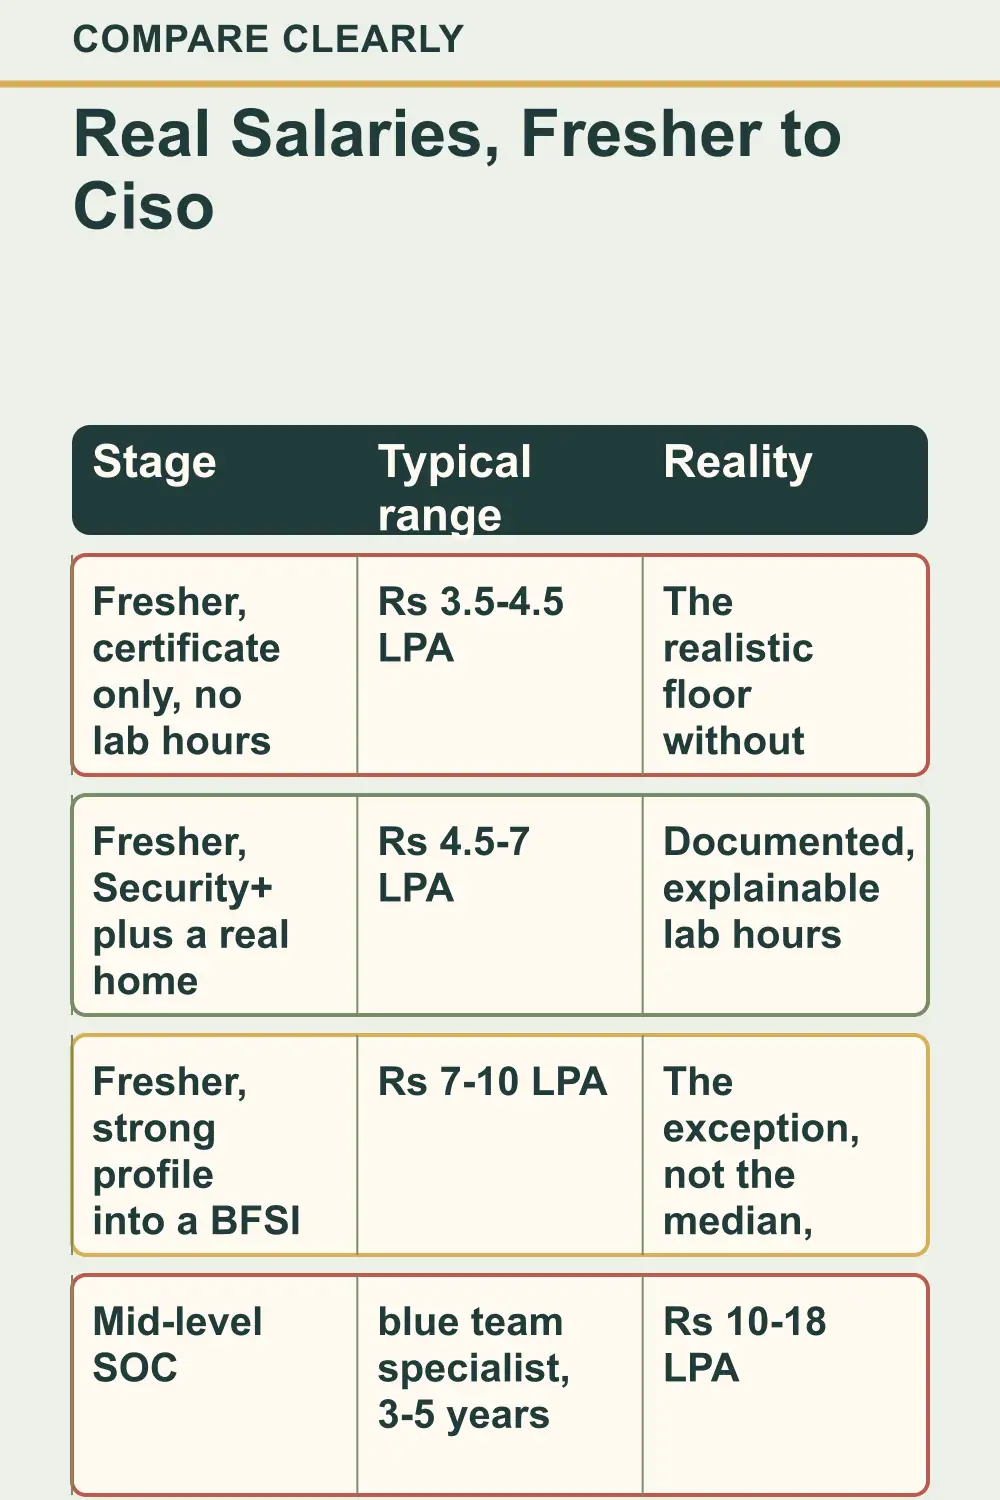 COMPARE CLEARLY
Real Salaries, Fresher to
Ciso
Stage
Typical
range
Reality
Fresher,
certificate
only, no
lab hours
Rs 3.5-4.5
LPA
The
realistic
floor
without
Fresher,
Security+
plus a real
home
Rs 4.5-7
LPA
Documented,
explainable
lab hours
Fresher,
strong
profile
into a BFSI
Rs 7-10 LPA
The
exception,
not the
median,
Mid-level
SOC
blue team
specialist,
3-5 years
Rs 10-18
LPA